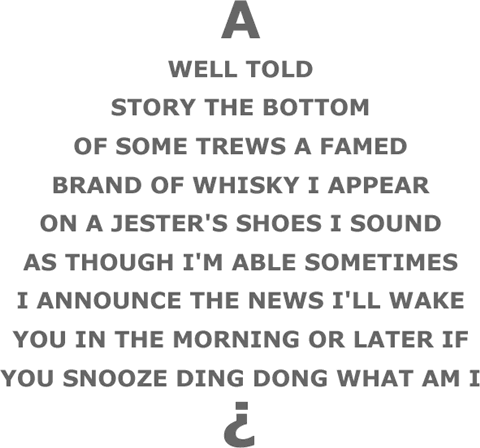 A
WELL TOLD
STORY THE BOTTOM
OF SOME TREWS A FAMED
BRAND OF WHISKY I APPEAR
ON A JESTER'S SHOES I SOUND
AS THOUGH I'M ABLE SOMETIMES
I ANNOUNCE THE NEWS I'LL WAKE
YOU IN THE MORNING OR LATER IF
YOU SNOOZE DING DONG WHAT AM I
¿